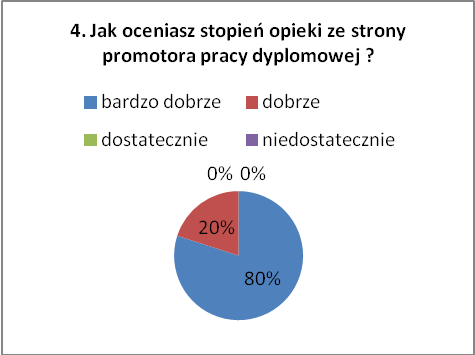 4. Jak oceniasz stopień opieki ze strony
promotora pracy dyplomowej ?
bardzo dobrze dobrze
dostatecznie niedostatecznie
0% 0%
20%
80%